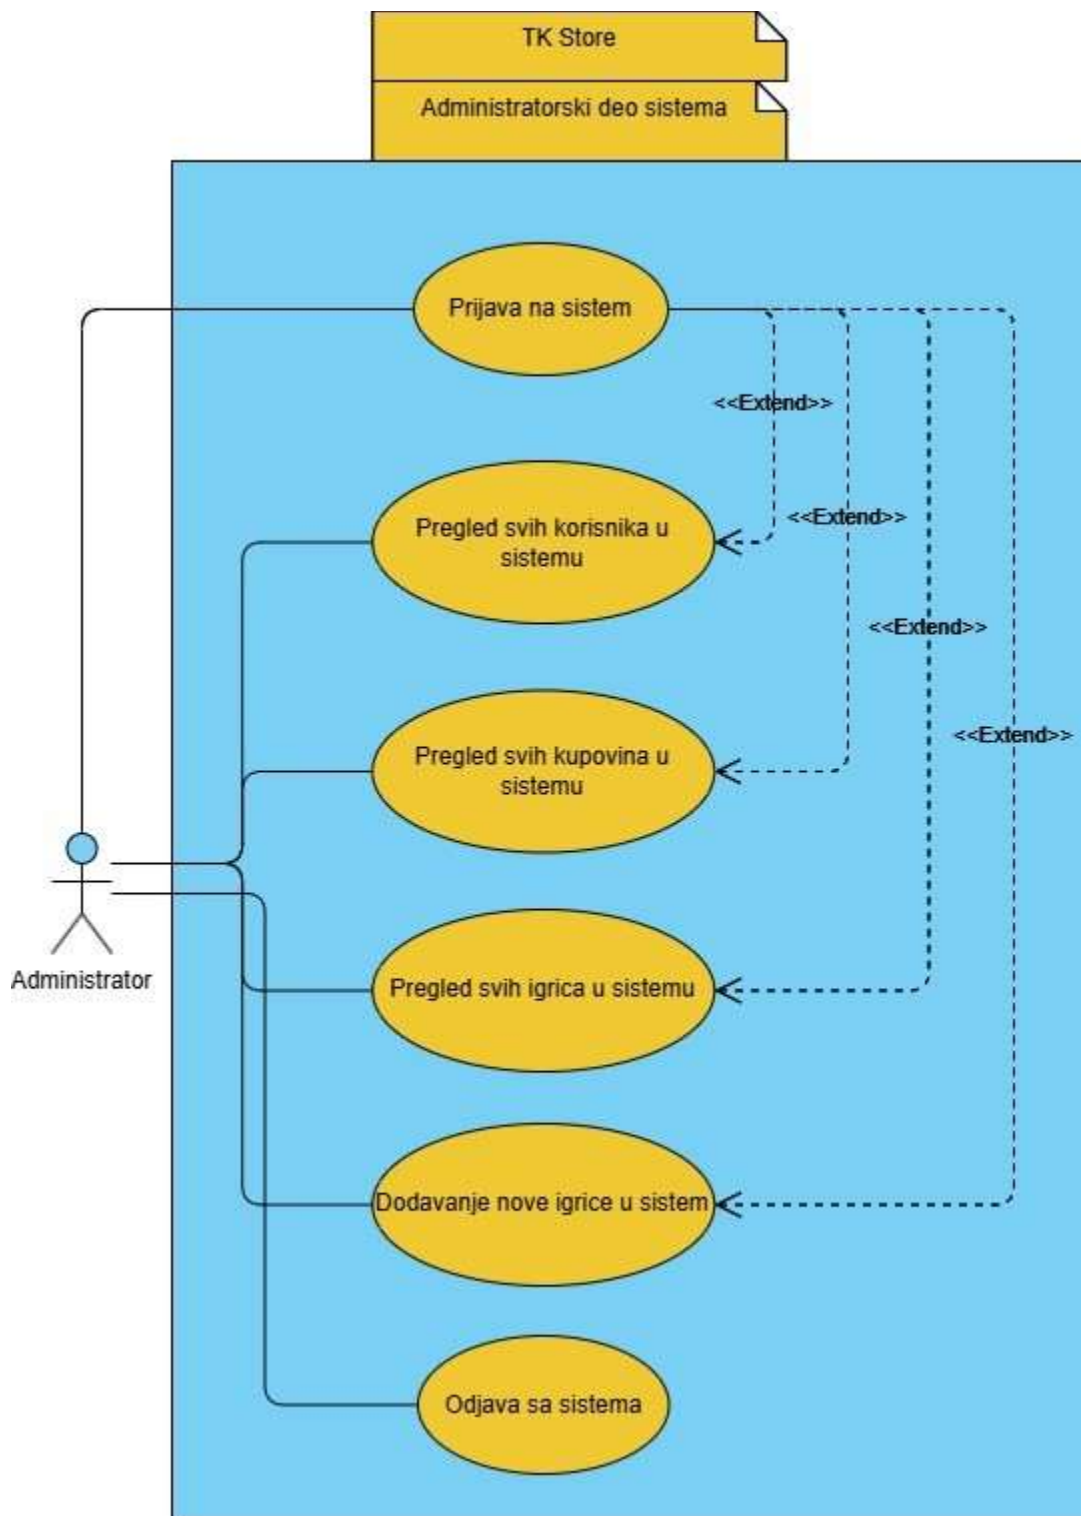 TK Store
Administratorski deo sistema
Prijava na sistem
<<Extend>>
Pregled svih korisnika u
sistemu
<<Extend>>
<<Extend>>
Pregled svih kupovina u
sistemu
<<Extend>>
Administrator
Pregled svih igrica u sistemu
Dodavanje nove igrice u sistem
Odjava sa sistema